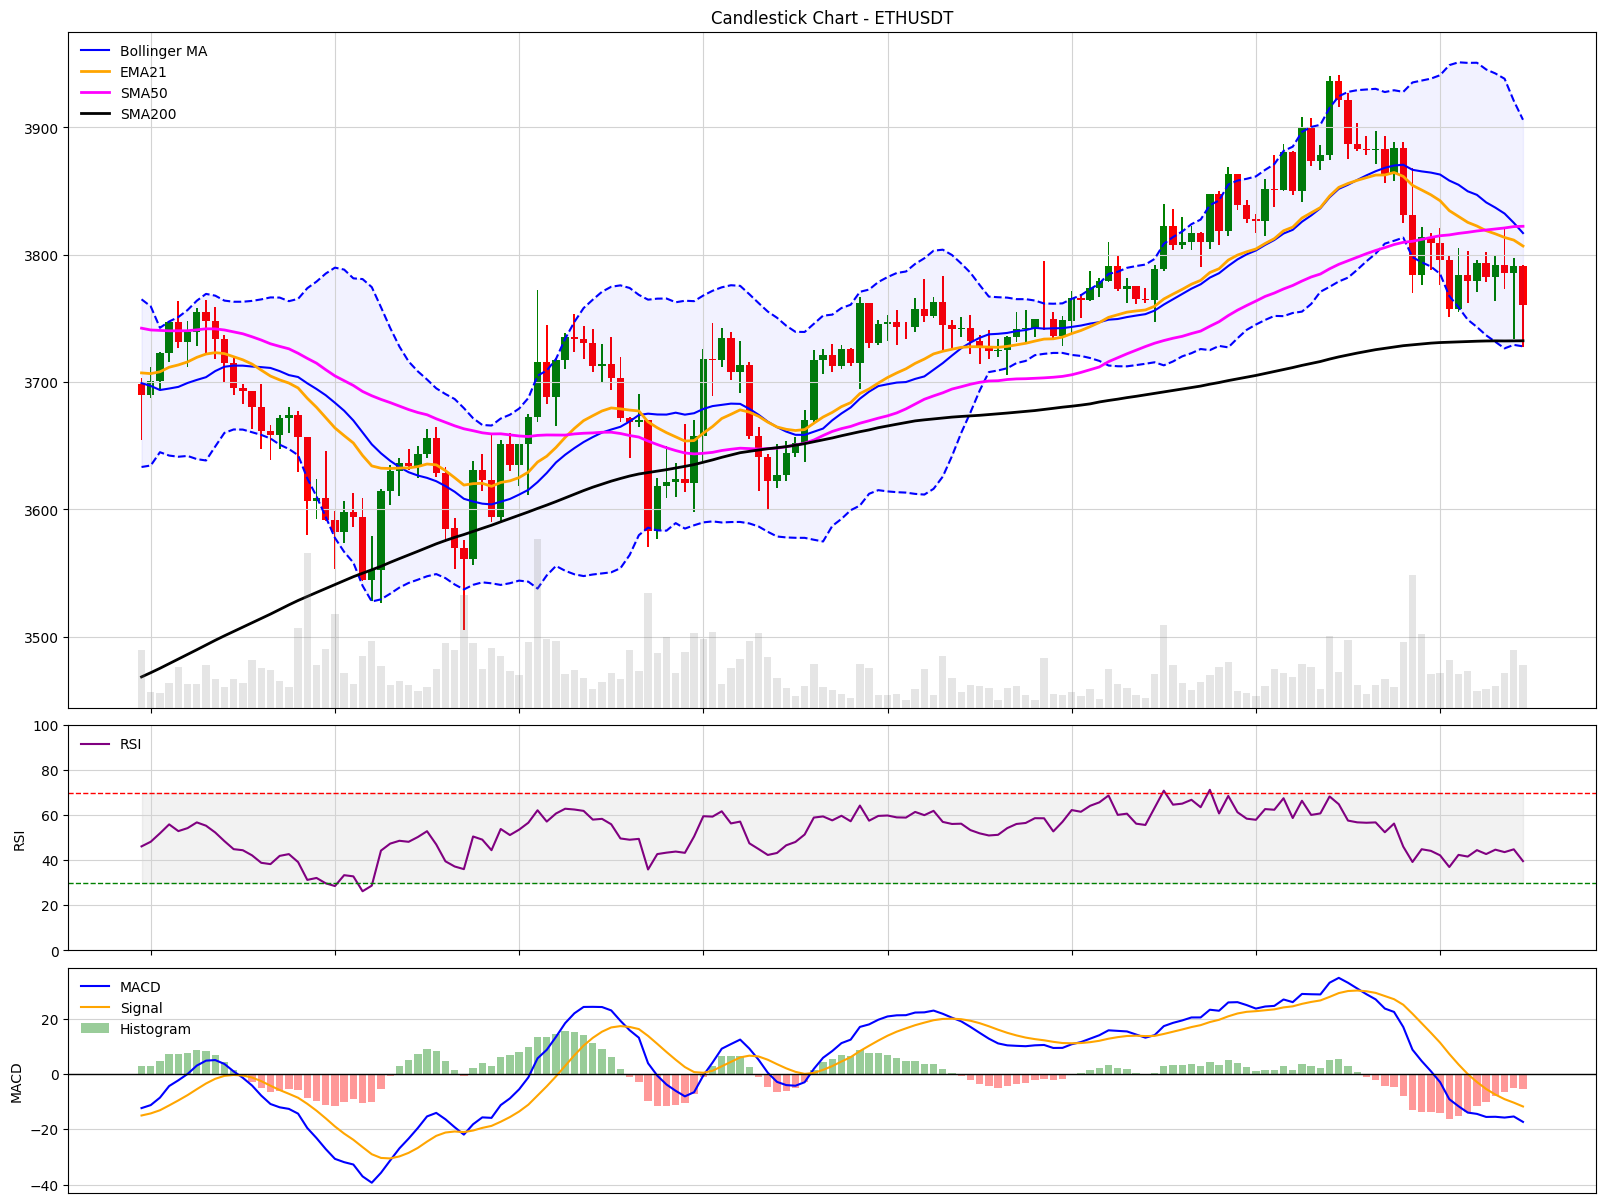 Candlestick Chart - ETHUSDT
Bollinger MA
EMA21
SMA50
SMA200
3900
3800
3700
3600
3500
RSI
100
80
60
40
20
0
RSI
MACD
Signal
Histogram
20
0
−20
−40
MACD